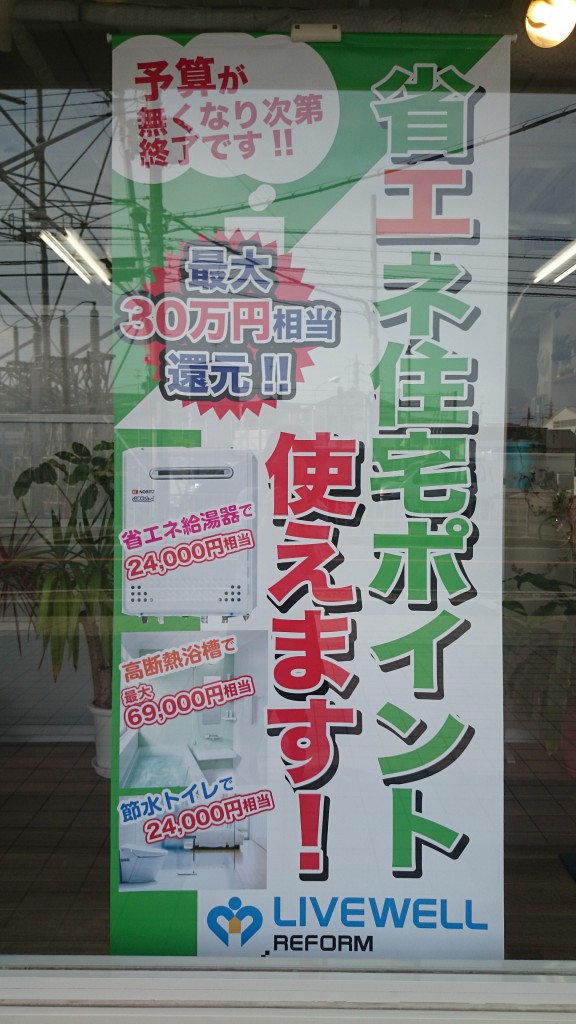 省エネ住宅ポイント
使えます！
予算が
無くなり次第
終了です!!
最大
30万円相当
還元!!
NORITZ
省エネ給湯器で
24,000円相当
高断熱浴槽で
最大
69,000円相当
節水トイレで
24,000円相当
LIVEWELL
REFORM